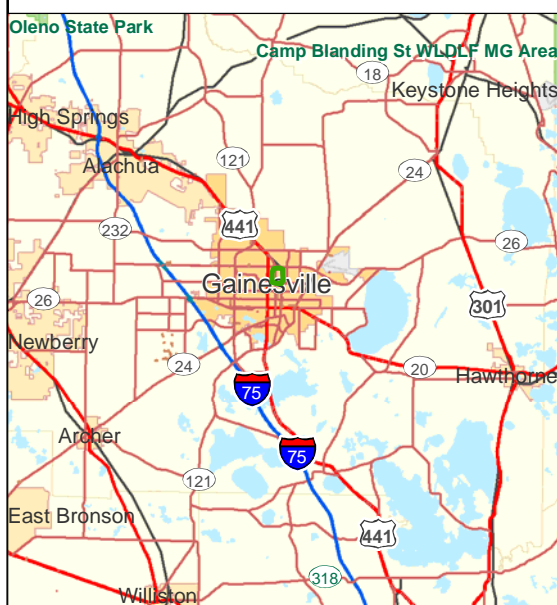 Oleno State Park
Camp Blanding St WLDLF MG Area
18
Keystone Heights
High Springs
121
Alachua
24
441
232
26
Gainesville
26
301
Newberry
24
20
Hawthorne
75
Archer
75
121
East Bronson
441
318
Williston